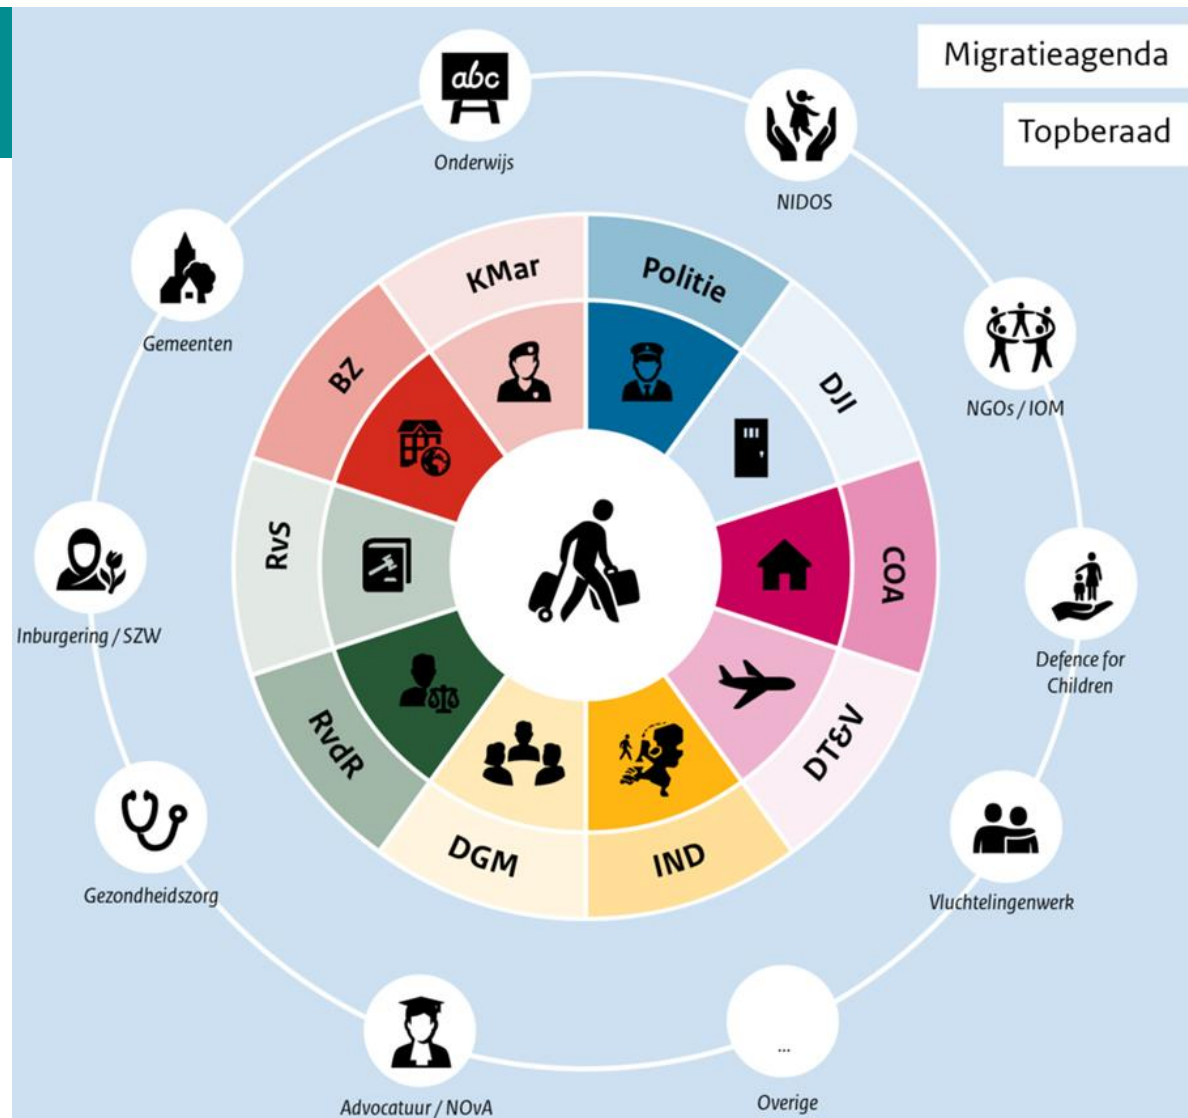 Migratieagenda
Topberaad
abc
Onderwijs
NIDOS
Gemeenten
NGOs / IOM
Inburgering / SZW
Defence for
Children
Gezondheidszorg
Vluchtelingenwerk
Advocatuur / NOvA
...
Overige
KMar
Politie
BZ
DJI
RvS
COA
RvdR
DT&V
DGM
IND